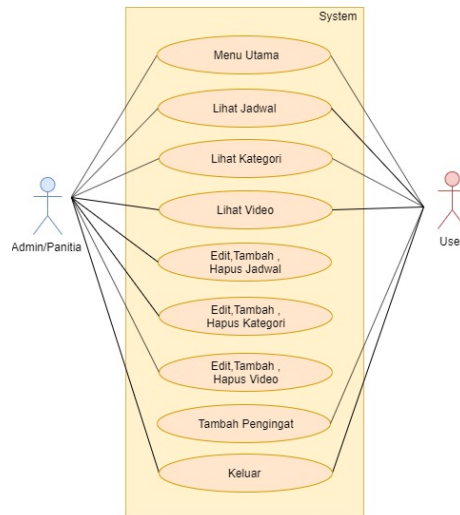 System
Menu Utama
Lihat Jadwal
Lihat Kategori
Lihat Video
Admin/Panitia
Use
Edit,Tambah ,
Hapus Jadwal
Edit,Tambah ,
Hapus Kategori
Edit,Tambah ,
Hapus Video
Tambah Pengingat
Keluar